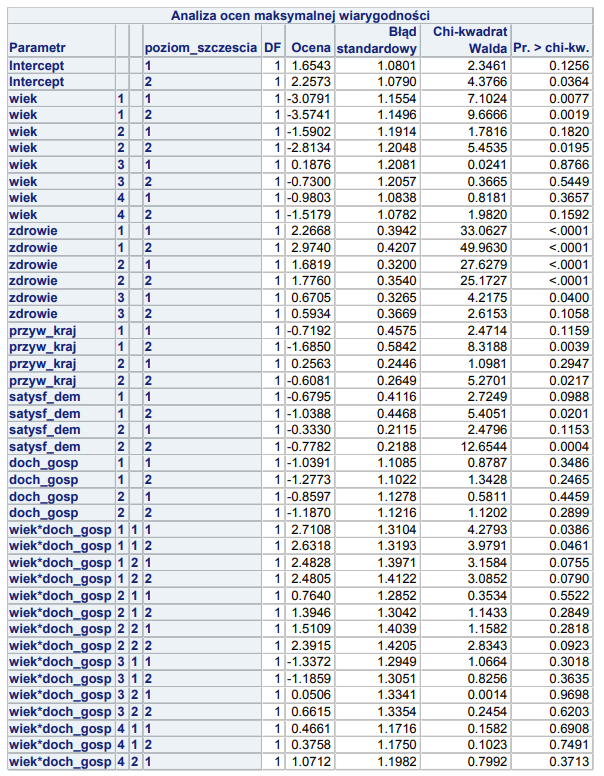 Analiza ocen maksymalnej wiarygodności
Parametr poziom_szczescia DF Ocena Błąd standardowy Chi-kwadrat Walda Pr. > chi-kw.
Intercept 1 1 1.6543 1.0801 2.3461 0.1256
Intercept 2 1 2.2573 1.0790 4.3766 0.0364
wiek 1 1 1 -3.0791 1.1554 7.1024 0.0077
wiek 1 2 1 -3.5741 1.1496 9.6666 0.0019
wiek 2 1 1 -1.5902 1.1914 1.7816 0.1820
wiek 2 2 1 -2.8134 1.2048 5.4535 0.0195
wiek 3 1 1 0.1876 1.2081 0.0241 0.8766
wiek 3 2 1 -0.7300 1.2057 0.3665 0.5449
wiek 4 1 1 -0.9803 1.0838 0.8181 0.3657
wiek 4 2 1 -1.5179 1.0782 1.9820 0.1592
zdrowie 1 1 1 2.2668 0.3942 33.0627 <.0001
zdrowie 1 2 1 2.9740 0.4207 49.9630 <.0001
zdrowie 2 1 1 1.6819 0.3200 27.6279 <.0001
zdrowie 2 2 1 1.7760 0.3540 25.1727 <.0001
zdrowie 3 1 1 0.6705 0.3265 4.2175 0.0400
zdrowie 3 2 1 0.5934 0.3669 2.6153 0.1058
przyw_kraj 1 1 1 -0.7192 0.4575 2.4714 0.1159
przyw_kraj 1 2 1 -1.6850 0.5842 8.3188 0.0039
przyw_kraj 2 1 1 0.2563 0.2446 1.0981 0.2947
przyw_kraj 2 2 1 -0.6081 0.2649 5.2701 0.0217
satysf_dem 1 1 1 -0.6795 0.4116 2.7249 0.0988
satysf_dem 1 2 1 -1.0388 0.4468 5.4051 0.0201
satysf_dem 2 1 1 -0.3330 0.2115 2.4796 0.1153
satysf_dem 2 2 1 -0.7782 0.2188 12.6544 0.0004
doch_gosp 1 1 1 -1.0391 1.1085 0.8787 0.3486
doch_gosp 1 2 1 -1.2773 1.1022 1.3428 0.2465
doch_gosp 2 1 1 -0.8597 1.1278 0.5811 0.4459
doch_gosp 2 2 1 -1.1870 1.1216 1.1202 0.2899
wiek*doch_gosp 1 1 1 1 2.7108 1.3104 4.2793 0.0386
wiek*doch_gosp 1 1 2 1 2.6318 1.3193 3.9791 0.0461
wiek*doch_gosp 1 2 1 1 2.4828 1.3971 3.1584 0.0755
wiek*doch_gosp 1 2 2 1 2.4805 1.4122 3.0852 0.0790
wiek*doch_gosp 2 1 1 1 0.7640 1.2852 0.3534 0.5522
wiek*doch_gosp 2 1 2 1 1.3946 1.3042 1.1433 0.2849
wiek*doch_gosp 2 2 1 1 1.5109 1.4039 1.1582 0.2818
wiek*doch_gosp 2 2 2 1 2.3915 1.4205 2.8343 0.0923
wiek*doch_gosp 3 1 1 1 -1.3372 1.2949 1.0664 0.3018
wiek*doch_gosp 3 1 2 1 -1.1859 1.3051 0.8256 0.3635
wiek*doch_gosp 3 2 1 1 0.0506 1.3341 0.0014 0.9698
wiek*doch_gosp 3 2 2 1 0.6615 1.3354 0.2454 0.6203
wiek*doch_gosp 4 1 1 1 0.4661 1.1716 0.1582 0.6908
wiek*doch_gosp 4 1 2 1 0.3758 1.1750 0.1023 0.7491
wiek*doch_gosp 4 2 1 1 1.0712 1.1982 0.7992 0.3713